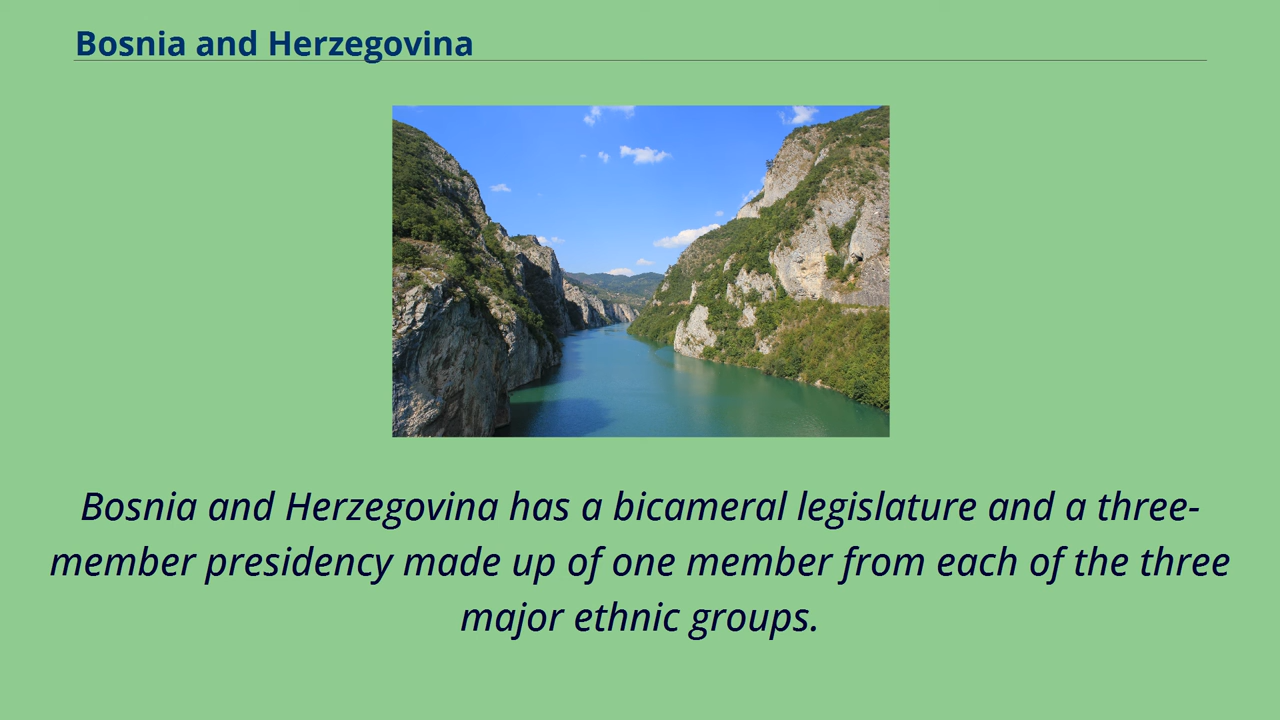 Bosnia and Herzegovina
Bosnia and Herzegovina has a bicameral legislature and a three-
member presidency made up of one member from each of the three
major ethnic groups.